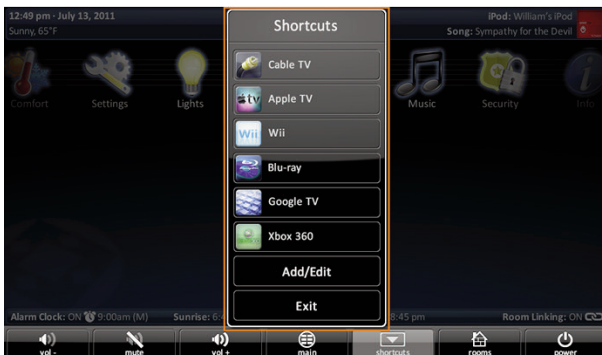 12:49 pm - July 13, 2011
Sunny, 65°F
Shortcuts
iPod: William's iPod
Song: Sympathy for the Devil
Cable TV
Apple TV
Wii
Blu-ray
Google TV
Xbox 360
Add/Edit
Exit
Comfort
Settings
Lights
Music
Security
Info
Alarm Clock: ON 9:00am (M)
Sunrise: 6:
8:45 pm
Room Linking: ON
vol -
mute
vol +
main
shortcuts
rooms
power